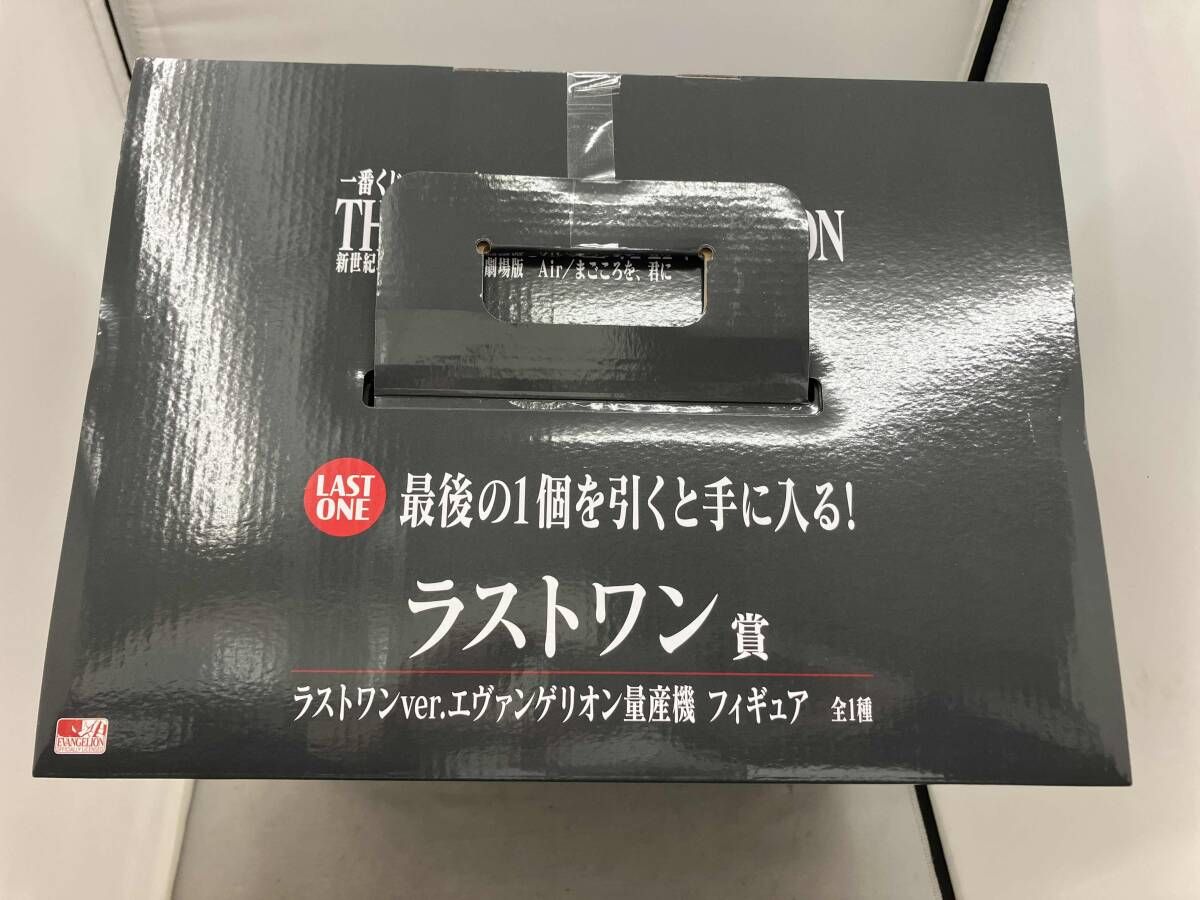 一番くじ
TH ON
新世紀
劇場版 Air/まごころを、君に
LAST
ONE
最後の1個を引くと手に入る!
ラストワン賞
ラストワンver.エヴァンゲリオン量産機 フィギュア 全1種
EVANGELION
OFFICIALLY LICENSED